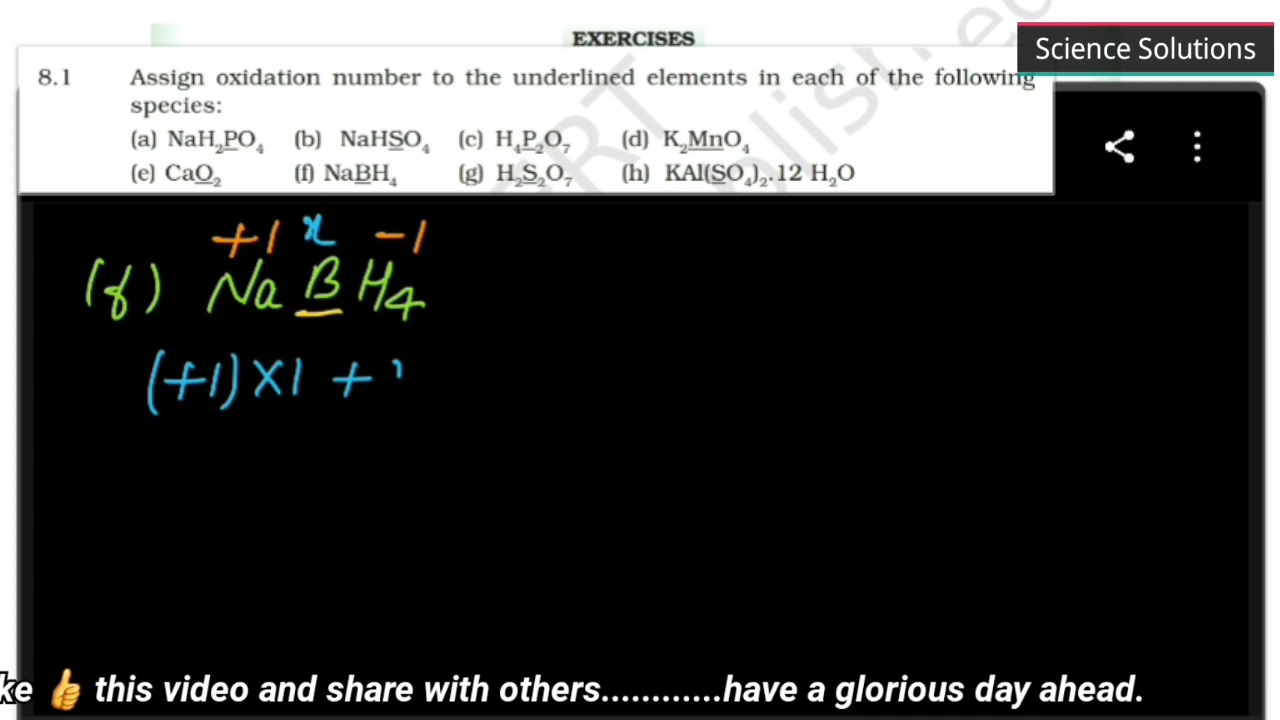 EXERCISES
Science Solutions
8.1 Assign oxidation number to the underlined elements in each of the following
species:
(a) NaH₂PO₄ (b) NaHSO₄ (c) H₄P₂O₇ (d) K₂MnO₄
(e) CaO₂ (f) NaBH₄ (g) H₂S₂O₇ (h) KAl(SO₄)₂.12 H₂O
+1 x -1
(f) NaBH₄
(+1)×1 +
ke 👍 this video and share with others............have a glorious day ahead.